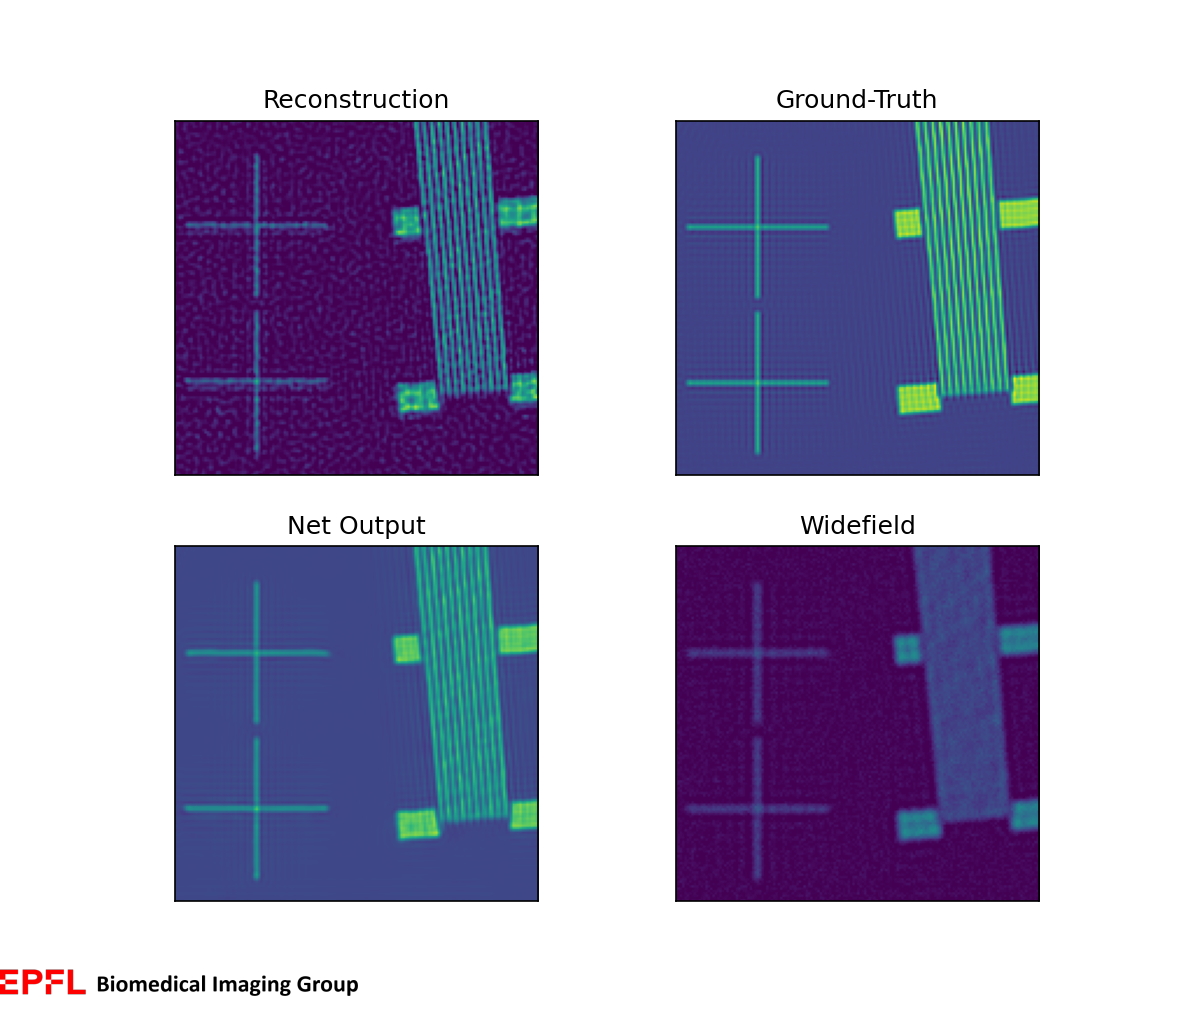 Reconstruction
Ground-Truth
Net Output
Widefield
EPFL Biomedical Imaging Group